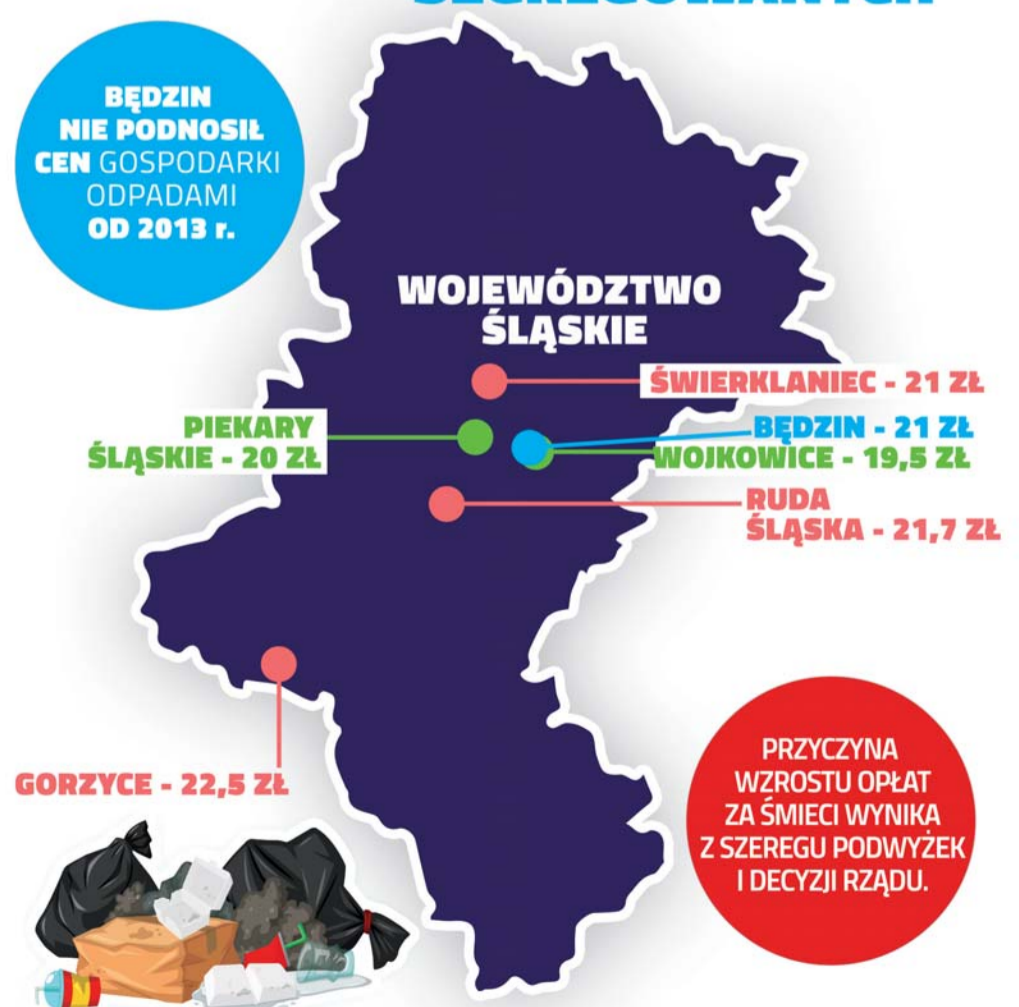 SEGREGOWANYCH
BĘDZIN
NIE PODNOSIŁ
CEN GOSPODARKI
ODPADAMI
OD 2013 r.
WOJEWÓDZTWO
ŚLĄSKIE
ŚWIERKLANIEC - 21 ZŁ
PIEKARY
ŚLĄSKIE - 20 ZŁ
BĘDZIN - 21 ZŁ
WOJKOWICE - 19,5 ZŁ
RUDA
ŚLĄSKA - 21,7 ZŁ
GORZYCE - 22,5 ZŁ
PRZYCZYNA
WZROSTU OPŁAT
ZA ŚMIECI WYNIKA
Z SZEREGU PODWYŻEK
I DECYZJI RZĄDU.